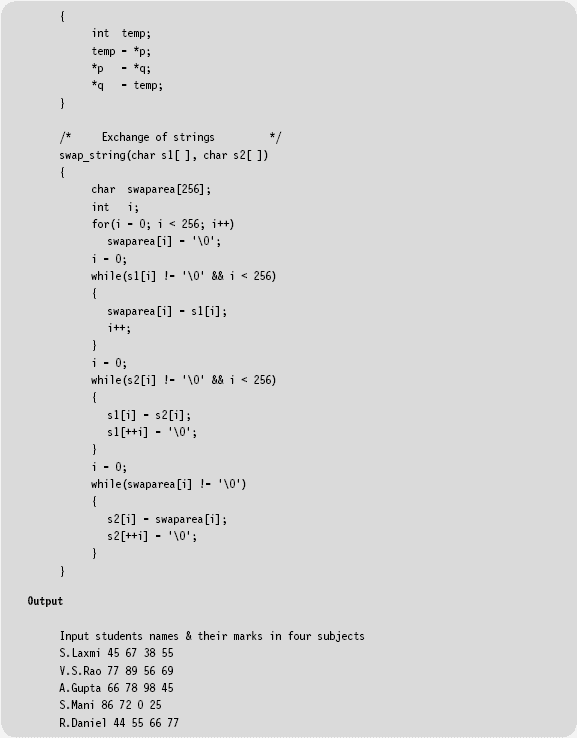 {
int temp;
temp = *p;
*p = *q;
*q = temp;
}
/* Exchange of strings */
swap_string(char s1[ ], char s2[ ])
{
char swaparea[256];
int i;
for(i = 0; i < 256; i++)
swaparea[i] = '\0';
i = 0;
while(s1[i] != '\0' && i < 256)
{
swaparea[i] = s1[i];
i++;
}
i = 0;
while(s2[i] != '\0' && i < 256)
{
s1[i] = s2[i];
s1[++i] = '\0';
}
i = 0;
while(swaparea[i] != '\0')
{
s2[i] = swaparea[i];
s2[++i] = '\0';
}
}
Output
Input students names & their marks in four subjects
S.Laxmi 45 67 38 55
V.S.Rao 77 89 56 69
A.Gupta 66 78 98 45
S.Mani 86 72 0 25
R.Daniel 44 55 66 77